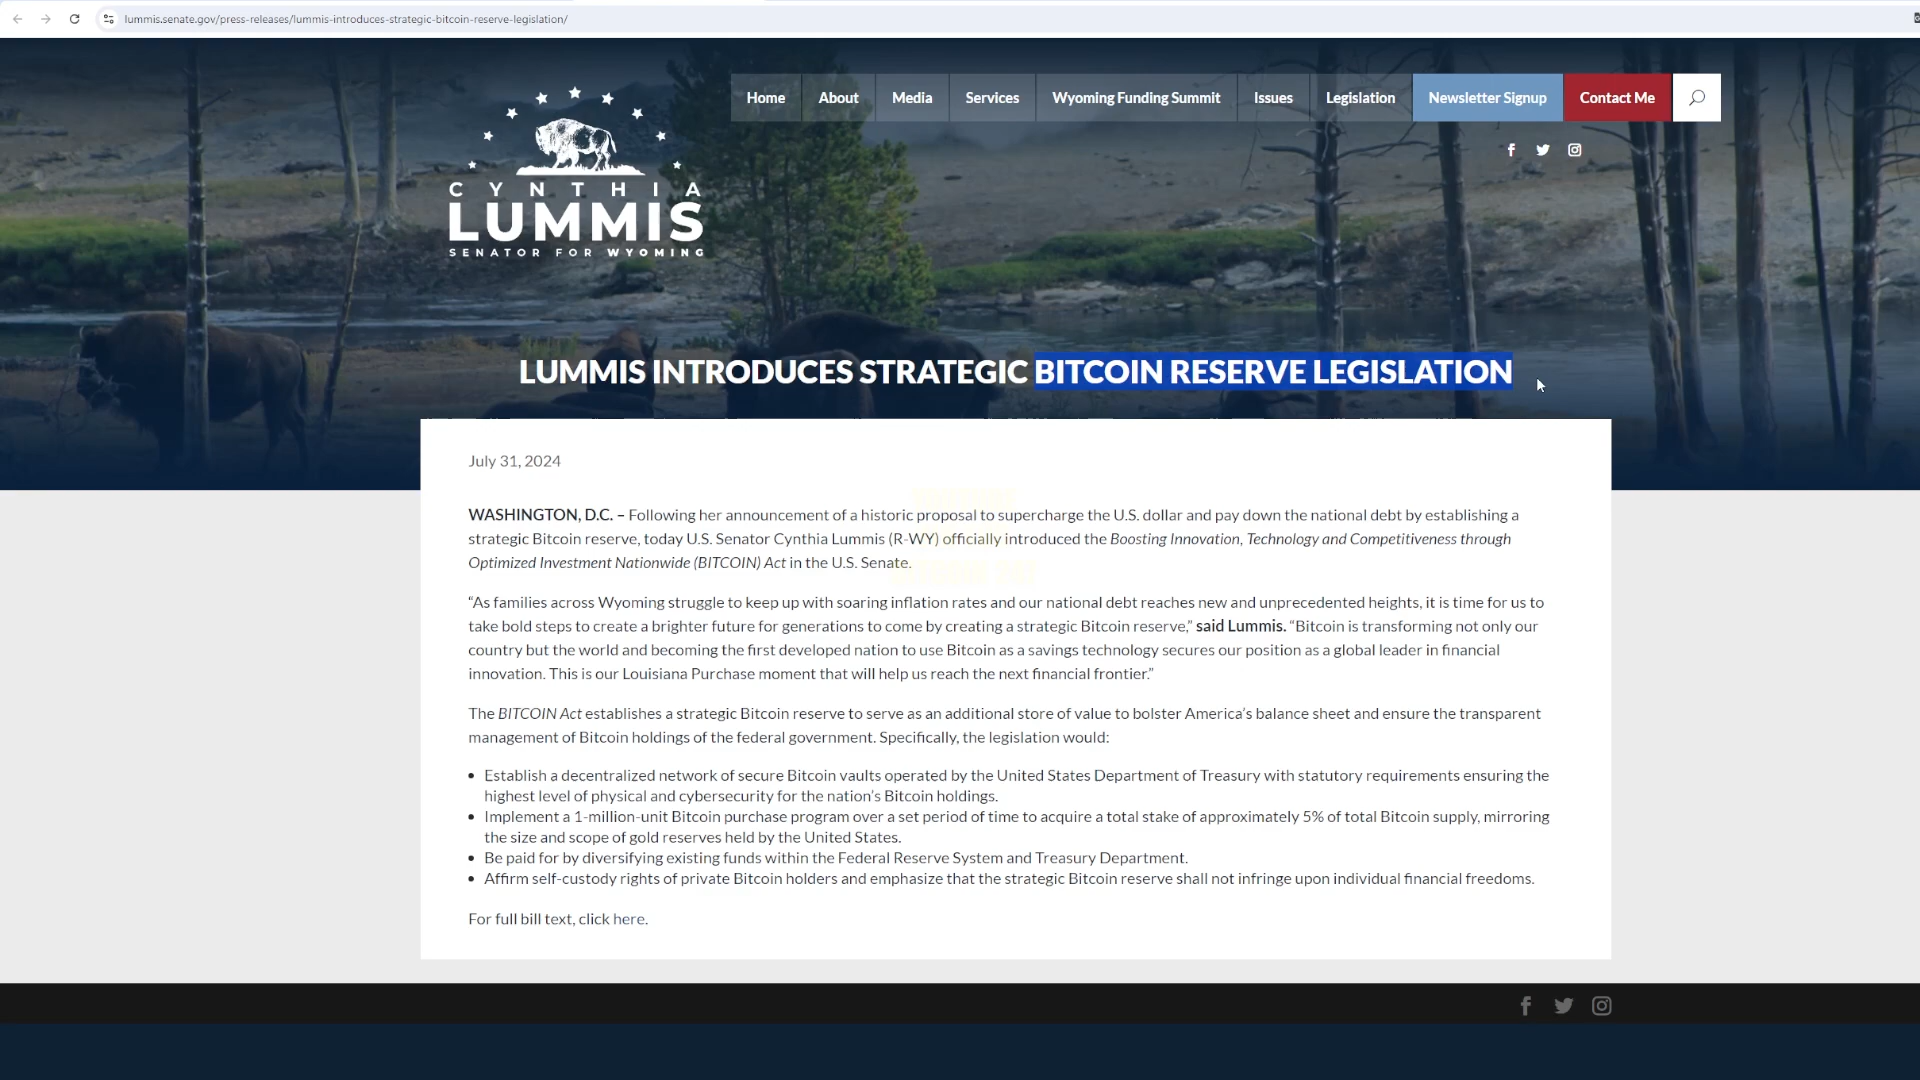 lummis.senate.gov/press-releases/lummis-introduces-strategic-bitcoin-reserve-legislation/
Home About Media Services Wyoming Funding Summit Issues Legislation Newsletter Signup Contact Me
CYNTHIA
LUMMIS
SENATOR FOR WYOMING
LUMMIS INTRODUCES STRATEGIC BITCOIN RESERVE LEGISLATION
July 31, 2024
WASHINGTON, D.C. – Following her announcement of a historic proposal to supercharge the U.S. dollar and pay down the national debt by establishing a
strategic Bitcoin reserve, today U.S. Senator Cynthia Lummis (R-WY) officially introduced the Boosting Innovation, Technology and Competitiveness through
Optimized Investment Nationwide (BITCOIN) Act in the U.S. Senate.
“As families across Wyoming struggle to keep up with soaring inflation rates and our national debt reaches new and unprecedented heights, it is time for us to
take bold steps to create a brighter future for generations to come by creating a strategic Bitcoin reserve,” said Lummis. “Bitcoin is transforming not only our
country but the world and becoming the first developed nation to use Bitcoin as a savings technology secures our position as a global leader in financial
innovation. This is our Louisiana Purchase moment that will help us reach the next financial frontier.”
The BITCOIN Act establishes a strategic Bitcoin reserve to serve as an additional store of value to bolster America’s balance sheet and ensure the transparent
management of Bitcoin holdings of the federal government. Specifically, the legislation would:
• Establish a decentralized network of secure Bitcoin vaults operated by the United States Department of Treasury with statutory requirements ensuring the
highest level of physical and cybersecurity for the nation’s Bitcoin holdings.
• Implement a 1-million-unit Bitcoin purchase program over a set period of time to acquire a total stake of approximately 5% of total Bitcoin supply, mirroring
the size and scope of gold reserves held by the United States.
• Be paid for by diversifying existing funds within the Federal Reserve System and Treasury Department.
• Affirm self-custody rights of private Bitcoin holders and emphasize that the strategic Bitcoin reserve shall not infringe upon individual financial freedoms.
For full bill text, click here.